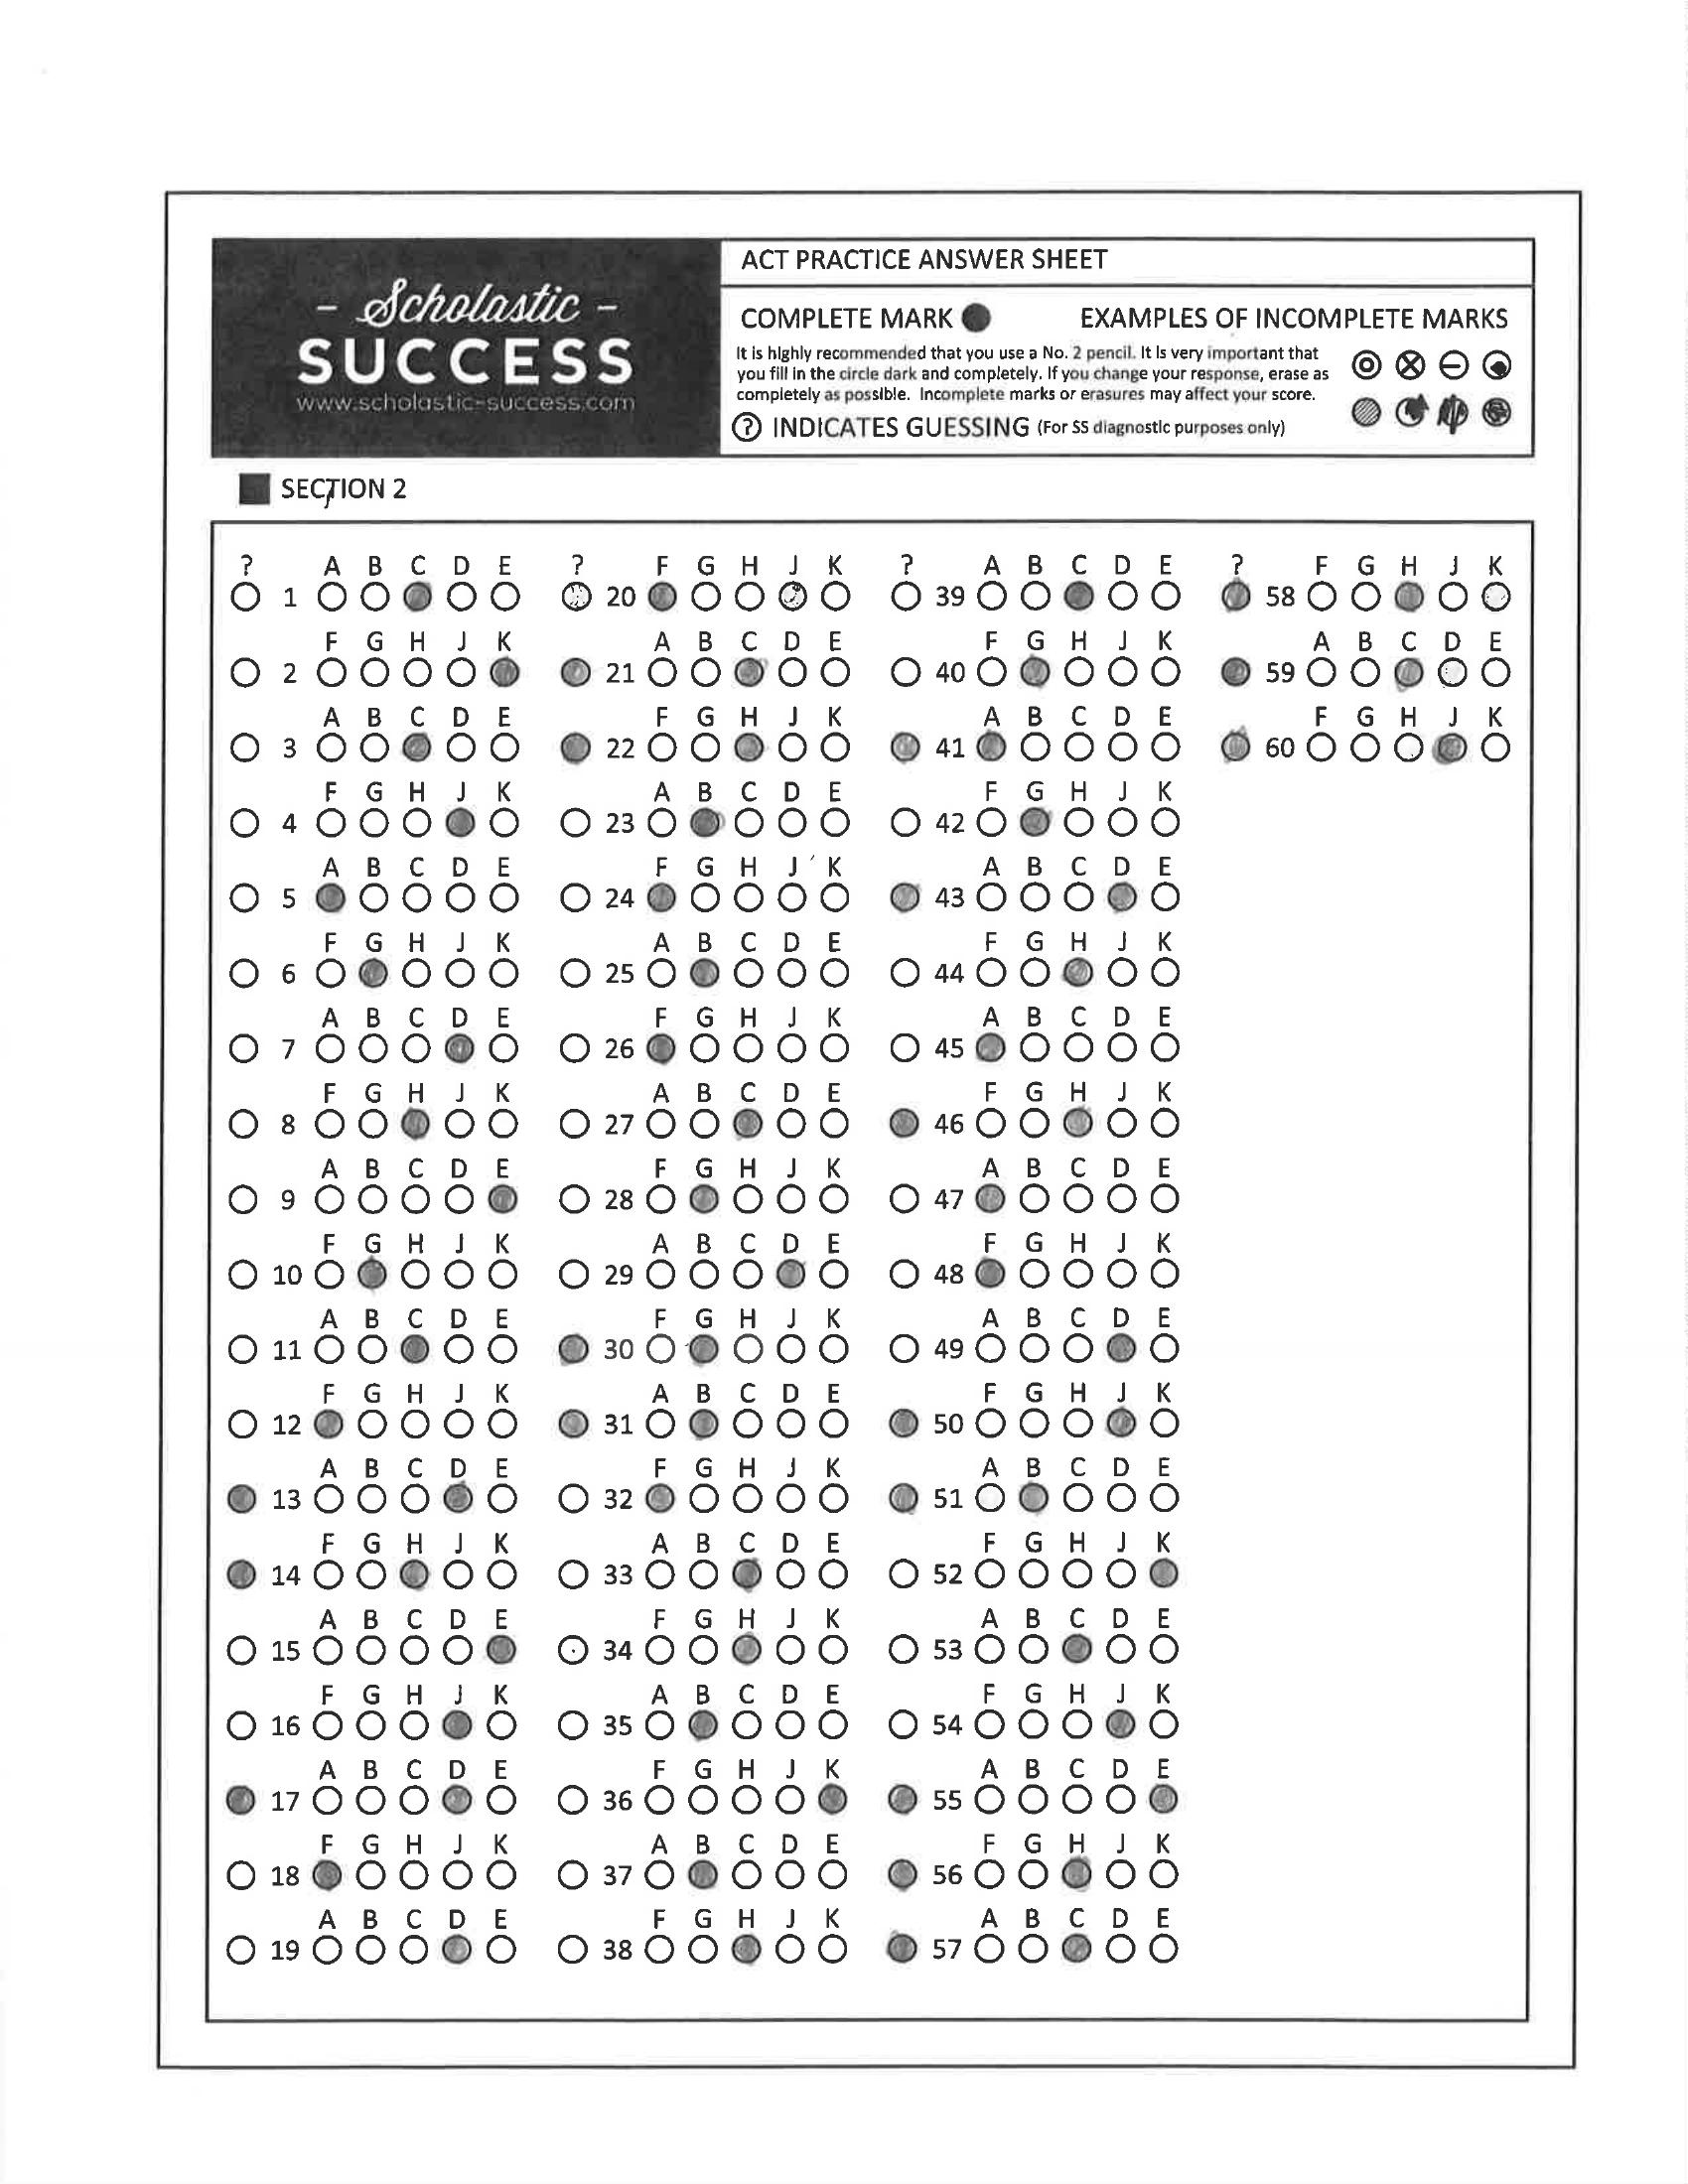 - Scholastic -
SUCCESS
www.scholastic-success.com
ACT PRACTICE ANSWER SHEET
COMPLETE MARK EXAMPLES OF INCOMPLETE MARKS
It is highly recommended that you use a No. 2 pencil. It is very important that
you fill in the circle dark and completely. If you change your response, erase as
completely as possible. Incomplete marks or erasures may affect your score.
? INDICATES GUESSING (For SS diagnostic purposes only)
SECTION 2
? A B C D E ? F G H J K ? A B C D E ? F G H J K
1 20 39 58
F G H J K A B C D E F G H J K A B C D E
2 21 40 59
A B C D E F G H J K A B C D E F G H J K
3 22 41 60
F G H J K A B C D E F G H J K
4 23 42
A B C D E F G H J K A B C D E
5 24 43
F G H J K A B C D E F G H J K
6 25 44
A B C D E F G H J K A B C D E
7 26 45
F G H J K A B C D E F G H J K
8 27 46
A B C D E F G H J K A B C D E
9 28 47
F G H J K A B C D E F G H J K
10 29 48
A B C D E F G H J K A B C D E
11 30 49
F G H J K A B C D E F G H J K
12 31 50
A B C D E F G H J K A B C D E
13 32 51
F G H J K A B C D E F G H J K
14 33 52
A B C D E F G H J K A B C D E
15 34 53
F G H J K A B C D E F G H J K
16 35 54
A B C D E F G H J K A B C D E
17 36 55
F G H J K A B C D E F G H J K
18 37 56
A B C D E F G H J K A B C D E
19 38 57